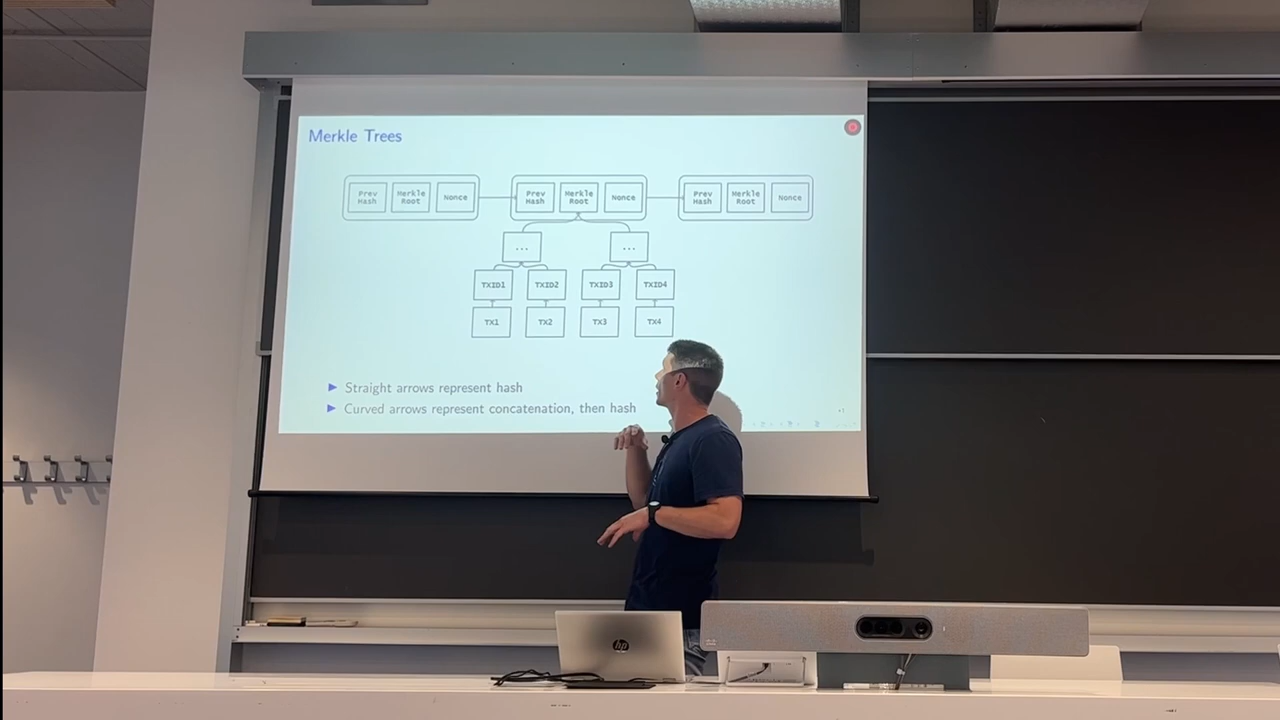 Merkle Trees
Prev Hash Merkle Root Nonce Prev Hash Merkle Root Nonce Prev Hash Merkle Root Nonce
... ...
TXID1 TXID2 TXID3 TXID4
TX1 TX2 TX3 TX4
Straight arrows represent hash
Curved arrows represent concatenation, then hash
hp